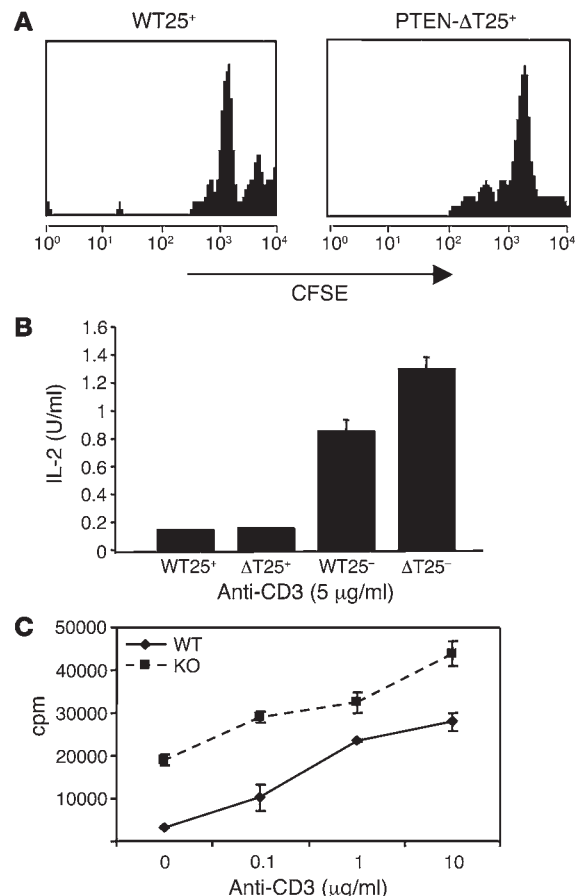 A
WT25⁺
PTEN-ΔT25⁺
10⁰ 10¹ 10² 10³ 10⁴
10⁰ 10¹ 10² 10³ 10⁴
CFSE
B
1.6
1.4
1.2
1
0.8
0.6
0.4
0.2
0
IL-2 (U/ml)
WT25⁺ ΔT25⁺ WT25⁻ ΔT25⁻
Anti-CD3 (5 μg/ml)
C
50000
40000
30000
20000
10000
cpm
WT
KO
0 0.1 1 10
Anti-CD3 (μg/ml)